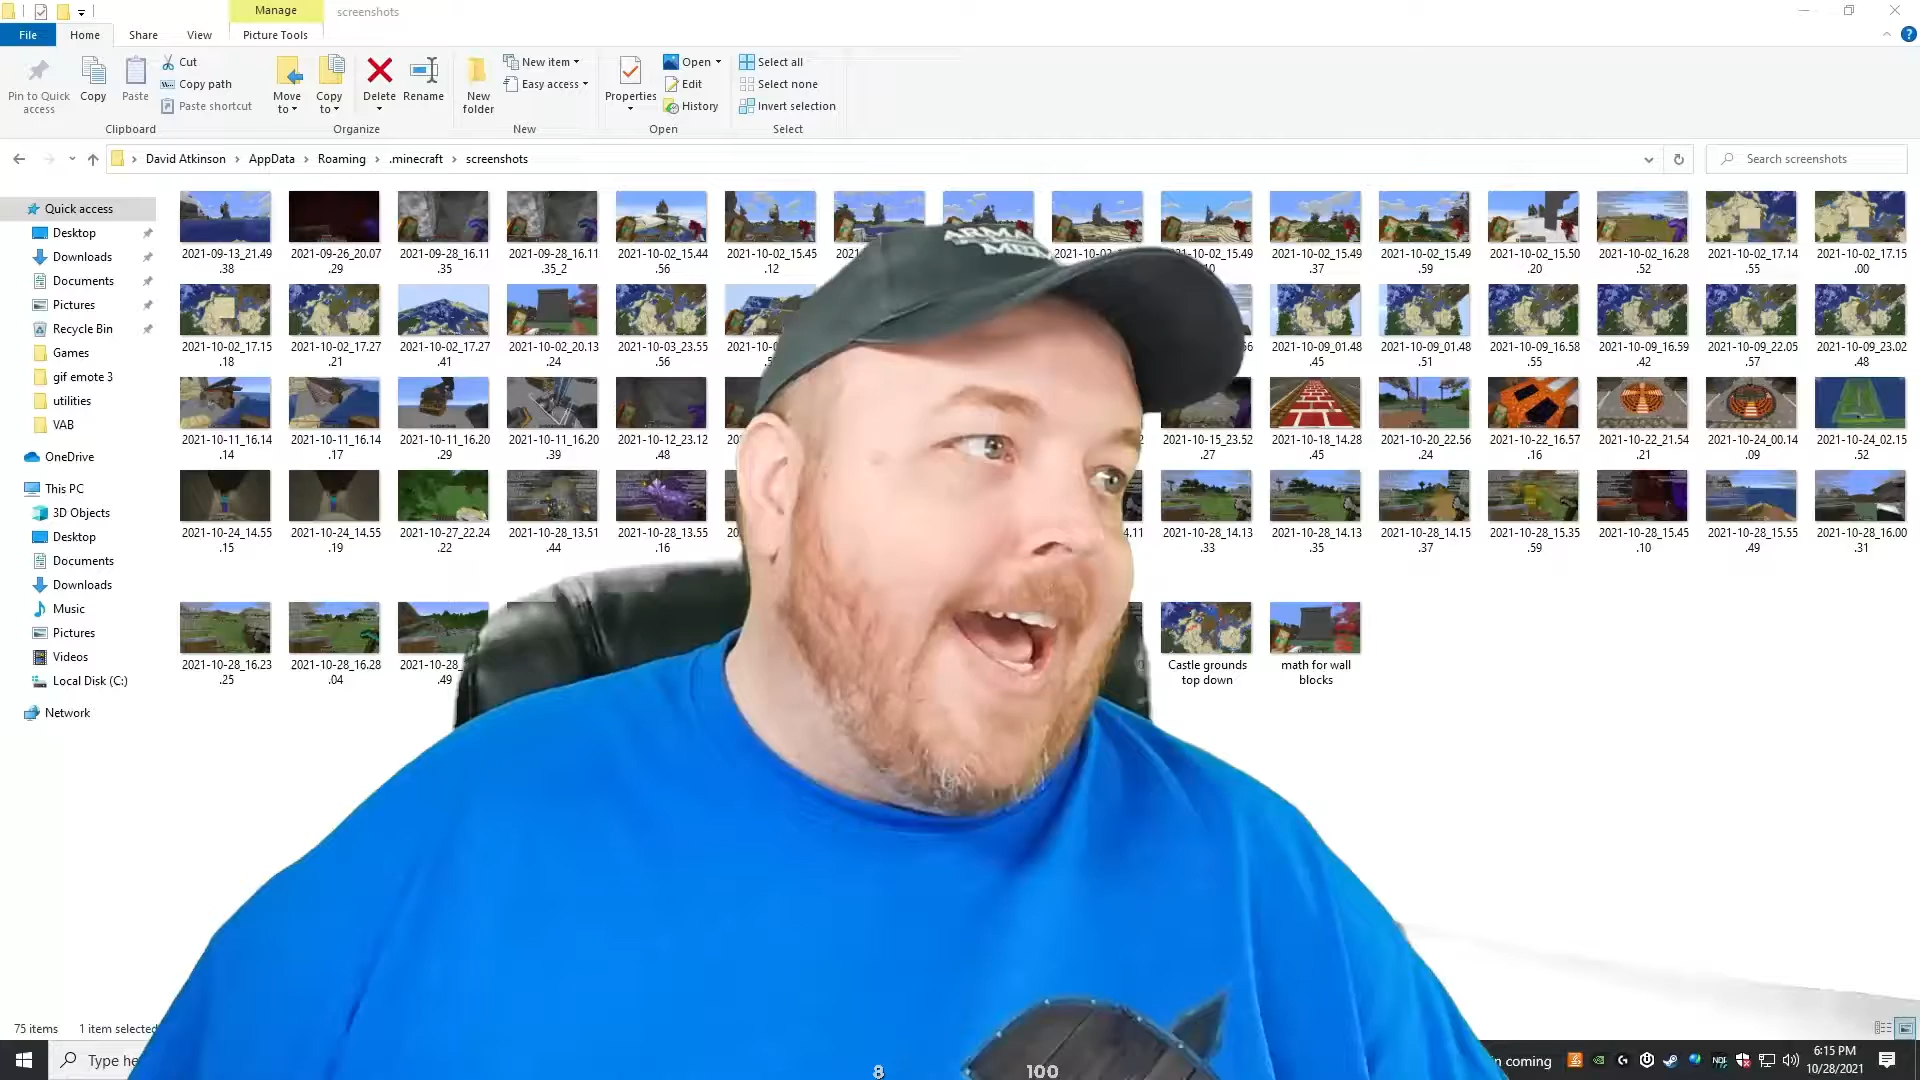 Manage
screenshots
File
Home
Share
View
Picture Tools
Pin to Quick access
Copy
Paste
Cut
Copy path
Paste shortcut
Clipboard
Move to
Copy to
Delete
Rename
Organize
New folder
New item
Easy access
New
Properties
Open
Edit
History
Open
Select all
Select none
Invert selection
Select
David Atkinson
AppData
Roaming
.minecraft
screenshots
Search screenshots
Quick access
Desktop
Downloads
Documents
Pictures
Recycle Bin
Games
gif emote 3
utilities
VAB
OneDrive
This PC
3D Objects
Desktop
Documents
Downloads
Music
Pictures
Videos
Local Disk (C:)
Network
2021-09-13_21.49.38
2021-09-26_20.07.29
2021-09-28_16.11.35
2021-09-28_16.11.35_2
2021-10-02_15.44.56
2021-10-02_15.45.12
2021-10-02_15.49.37
2021-10-02_15.49.59
2021-10-02_15.50.20
2021-10-02_16.28.52
2021-10-02_17.14.55
2021-10-02_17.15.00
2021-10-02_17.15.18
2021-10-02_17.27.21
2021-10-02_17.27.41
2021-10-02_20.13.24
2021-10-03_23.55.56
2021-10-09_01.48.45
2021-10-09_01.48.51
2021-10-09_16.58.55
2021-10-09_16.59.42
2021-10-09_22.05.57
2021-10-09_23.02.48
2021-10-11_16.14.14
2021-10-11_16.14.17
2021-10-11_16.20.29
2021-10-11_16.20.39
2021-10-12_23.12.48
2021-10-15_23.52.27
2021-10-18_14.28.45
2021-10-20_22.56.24
2021-10-22_16.57.16
2021-10-22_21.54.21
2021-10-24_00.14.09
2021-10-24_02.15.52
2021-10-24_14.55.15
2021-10-24_14.55.19
2021-10-27_22.24.22
2021-10-28_13.51.44
2021-10-28_13.55.16
2021-10-28_14.13.33
2021-10-28_14.13.35
2021-10-28_14.15.37
2021-10-28_15.35.59
2021-10-28_15.45.10
2021-10-28_15.55.49
2021-10-28_16.00.31
2021-10-28_16.23.25
2021-10-28_16.28.04
2021-10-28_
.49
Castle grounds top down
math for wall blocks
75 items
1 item selected
Type he
8
100
n coming
6:15 PM
10/28/2021